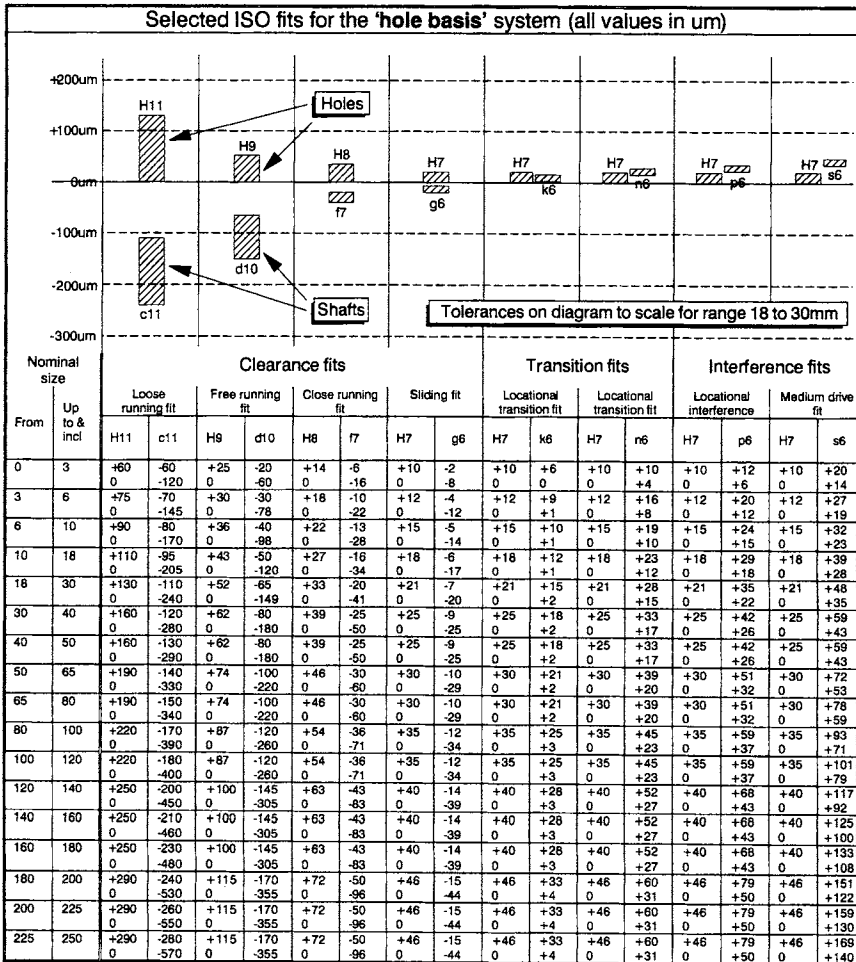 Selected ISO fits for the 'hole basis' system (all values in um)
+200um
H11
Holes
+100um
H9
H8
H7 H7 H7 H7 H7 s6
0um
k6 n6 p6
f7 g6
-100um
d10
-200um
c11
Shafts
Tolerances on diagram to scale for range 18 to 30mm
-300um
Nominal size
Clearance fits Transition fits Interference fits
Loose running fit Free running fit Close running fit Sliding fit Locational transition fit Locational transition fit Locational interference Medium drive fit
From Up to & incl
H11 c11 H9 d10 H8 f7 H7 g6 H7 k6 H7 n6 H7 p6 H7 s6
0 3 +60 -60 +25 -20 +14 -6 +10 -2 +10 +6 +10 +10 +10 +12 +10 +20
0 -120 0 -60 0 -16 0 -8 0 0 0 +4 0 +6 0 +14
3 6 +75 -70 +30 -30 +18 -10 +12 -4 +12 +9 +12 +16 +12 +20 +12 +27
0 -145 0 -78 0 -22 0 -12 0 +1 0 +8 0 +12 0 +19
6 10 +90 -80 +36 -40 +22 -13 +15 -5 +15 +10 +15 +19 +15 +24 +15 +32
0 -170 0 -98 0 -28 0 -14 0 +1 0 +10 0 +15 0 +23
10 18 +110 -95 +43 -50 +27 -16 +18 -6 +18 +12 +18 +23 +18 +29 +18 +39
0 -205 0 -120 0 -34 0 -17 0 +1 0 +12 0 +18 0 +28
18 30 +130 -110 +52 -65 +33 -20 +21 -7 +21 +15 +21 +28 +21 +35 +21 +48
0 -240 0 -149 0 -41 0 -20 0 +2 0 +15 0 +22 0 +35
30 40 +160 -120 +62 -80 +39 -25 +25 -9 +25 +18 +25 +33 +25 +42 +25 +59
0 -280 0 -180 0 -50 0 -25 0 +2 0 +17 0 +26 0 +43
40 50 +160 -130 +62 -80 +39 -25 +25 -9 +25 +18 +25 +33 +25 +42 +25 +59
0 -290 0 -180 0 -50 0 -25 0 +2 0 +17 0 +26 0 +43
50 65 +190 -140 +74 -100 +46 -30 +30 -10 +30 +21 +30 +39 +30 +51 +30 +72
0 -330 0 -220 0 -60 0 -29 0 +2 0 +20 0 +32 0 +53
65 80 +190 -150 +74 -100 +46 -30 +30 -10 +30 +21 +30 +39 +30 +51 +30 +78
0 -340 0 -220 0 -60 0 -29 0 +2 0 +20 0 +32 0 +59
80 100 +220 -170 +87 -120 +54 -36 +35 -12 +35 +25 +35 +45 +35 +59 +35 +93
0 -390 0 -260 0 -71 0 -34 0 +3 0 +23 0 +37 0 +71
100 120 +220 -180 +87 -120 +54 -36 +35 -12 +35 +25 +35 +45 +35 +59 +35 +101
0 -400 0 -260 0 -71 0 -34 0 +3 0 +23 0 +37 0 +79
120 140 +250 -200 +100 -145 +63 -43 +40 -14 +40 +28 +40 +52 +40 +68 +40 +117
0 -450 0 -305 0 -83 0 -39 0 +3 0 +27 0 +43 0 +92
140 160 +250 -210 +100 -145 +63 -43 +40 -14 +40 +28 +40 +52 +40 +68 +40 +125
0 -460 0 -305 0 -83 0 -39 0 +3 0 +27 0 +43 0 +100
160 180 +250 -230 +100 -145 +63 -43 +40 -14 +40 +28 +40 +52 +40 +68 +40 +133
0 -480 0 -305 0 -83 0 -39 0 +3 0 +27 0 +43 0 +108
180 200 +290 -240 +115 -170 +72 -50 +46 -15 +46 +33 +46 +60 +46 +79 +46 +151
0 -530 0 -355 0 -96 0 -44 0 +4 0 +31 0 +50 0 +122
200 225 +290 -260 +115 -170 +72 -50 +46 -15 +46 +33 +46 +60 +46 +79 +46 +159
0 -550 0 -355 0 -96 0 -44 0 +4 0 +31 0 +50 0 +130
225 250 +290 -280 +115 -170 +72 -50 +46 -15 +46 +33 +46 +60 +46 +79 +46 +169
0 -570 0 -355 0 -96 0 -44 0 +4 0 +31 0 +50 0 +140